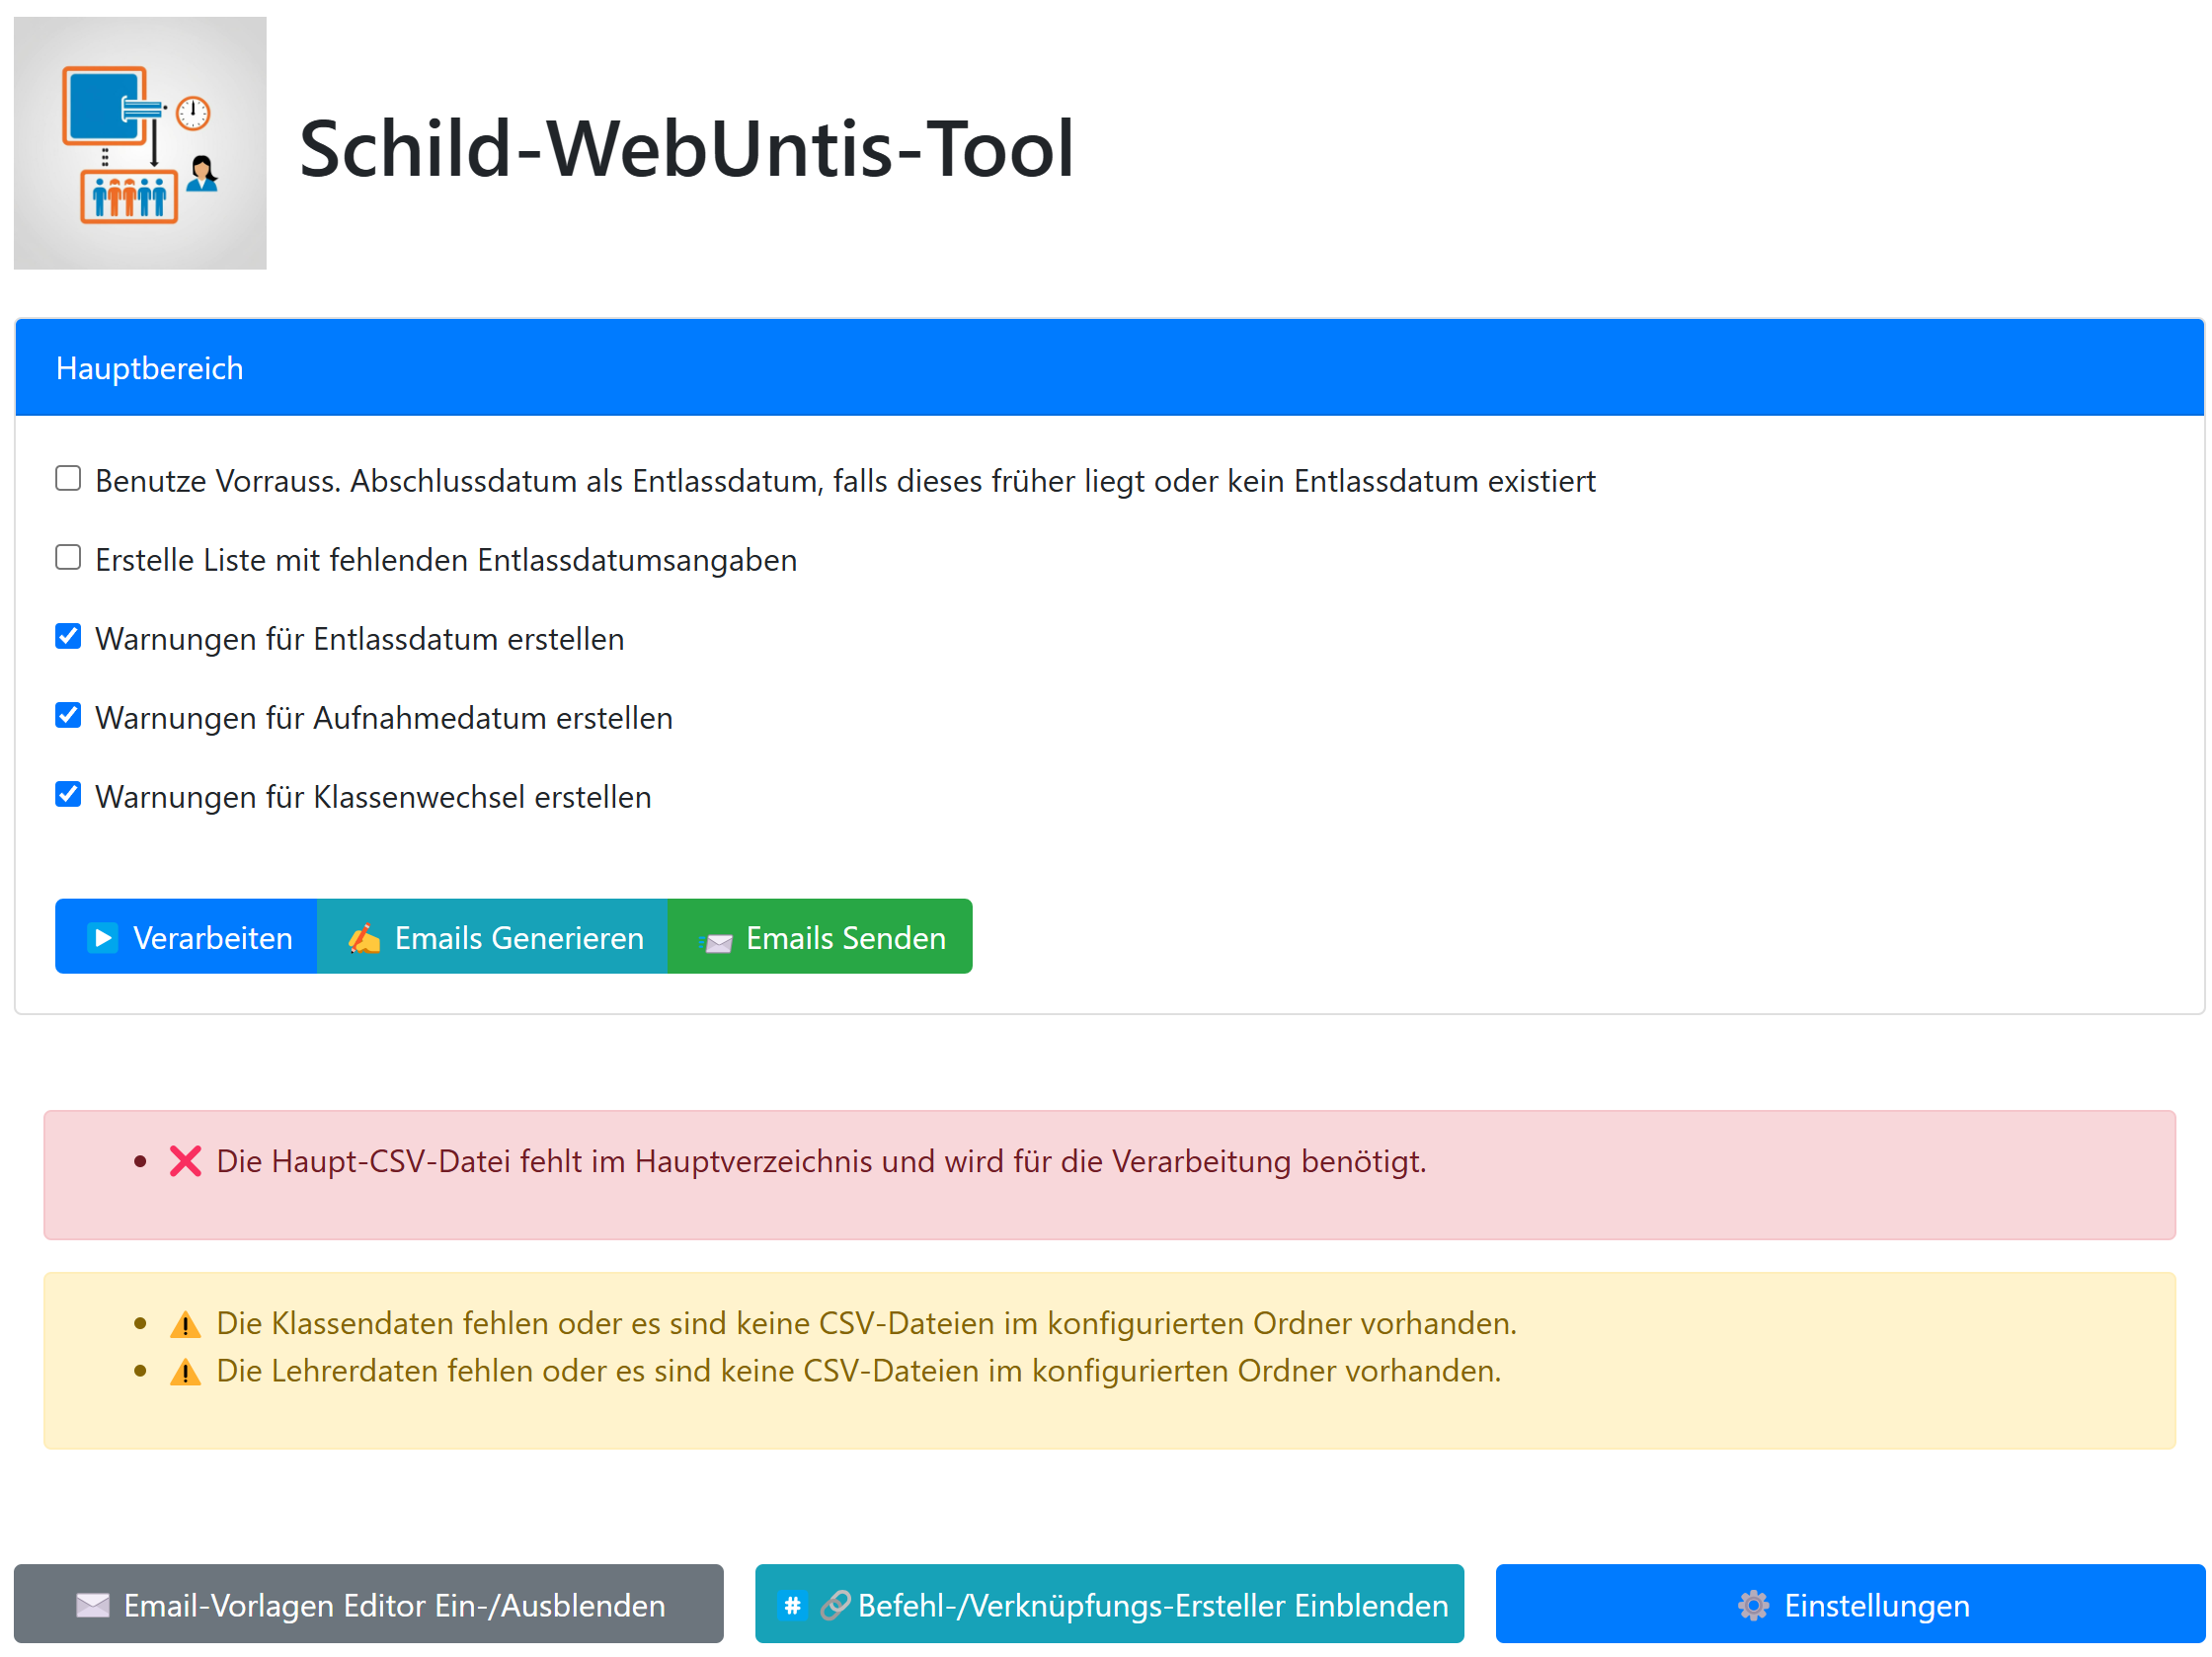 Schild-WebUntis-Tool
Hauptbereich
Benutze Vorrauss. Abschlussdatum als Entlassdatum, falls dieses früher liegt oder kein Entlassdatum existiert
Erstelle Liste mit fehlenden Entlassdatumsangaben
Warnungen für Entlassdatum erstellen
Warnungen für Aufnahmedatum erstellen
Warnungen für Klassenwechsel erstellen
Verarbeiten Emails Generieren Emails Senden
Die Haupt-CSV-Datei fehlt im Hauptverzeichnis und wird für die Verarbeitung benötigt.
Die Klassendaten fehlen oder es sind keine CSV-Dateien im konfigurierten Ordner vorhanden.
Die Lehrerdaten fehlen oder es sind keine CSV-Dateien im konfigurierten Ordner vorhanden.
Email-Vorlagen Editor Ein-/Ausblenden # Befehl-/Verknüpfungs-Ersteller Einblenden Einstellungen